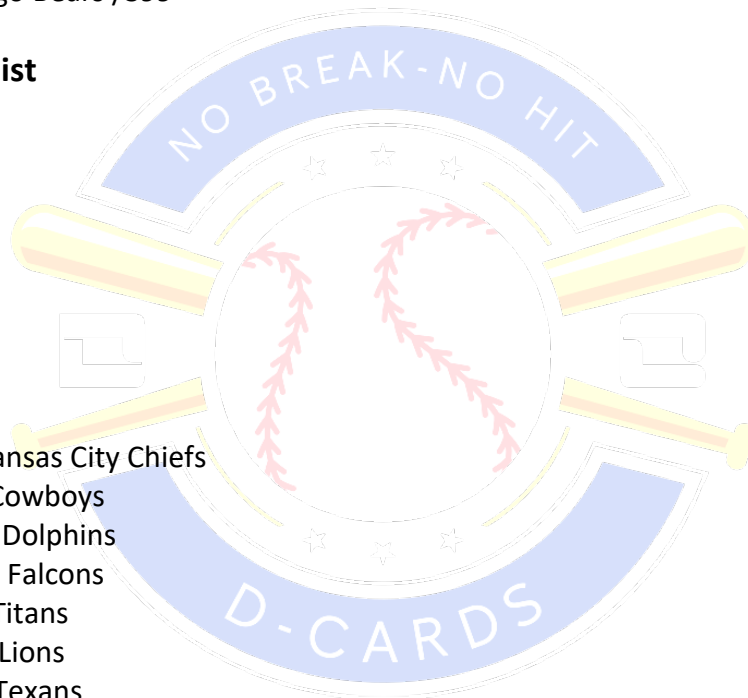 ist
NO BREAK-NO HIT
ansas City Chiefs
Cowboys
Dolphins
Falcons
Titans
Lions
Texans
D-CARDS